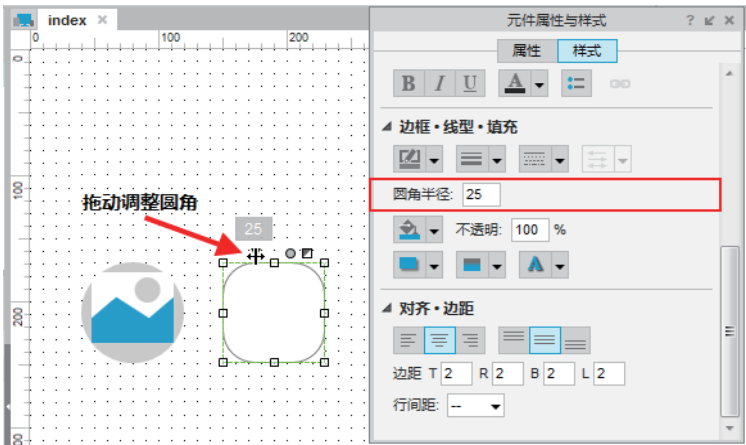 index ×
元件属性与样式 ?
0 100 200
属性 样式
0
B I U A
边框•线型•填充
100
圆角半径: 25
拖动调整圆角
25
不透明: 100 %
A
200
对齐•边距
边距 T 2 R 2 B 2 L 2
行间距: --